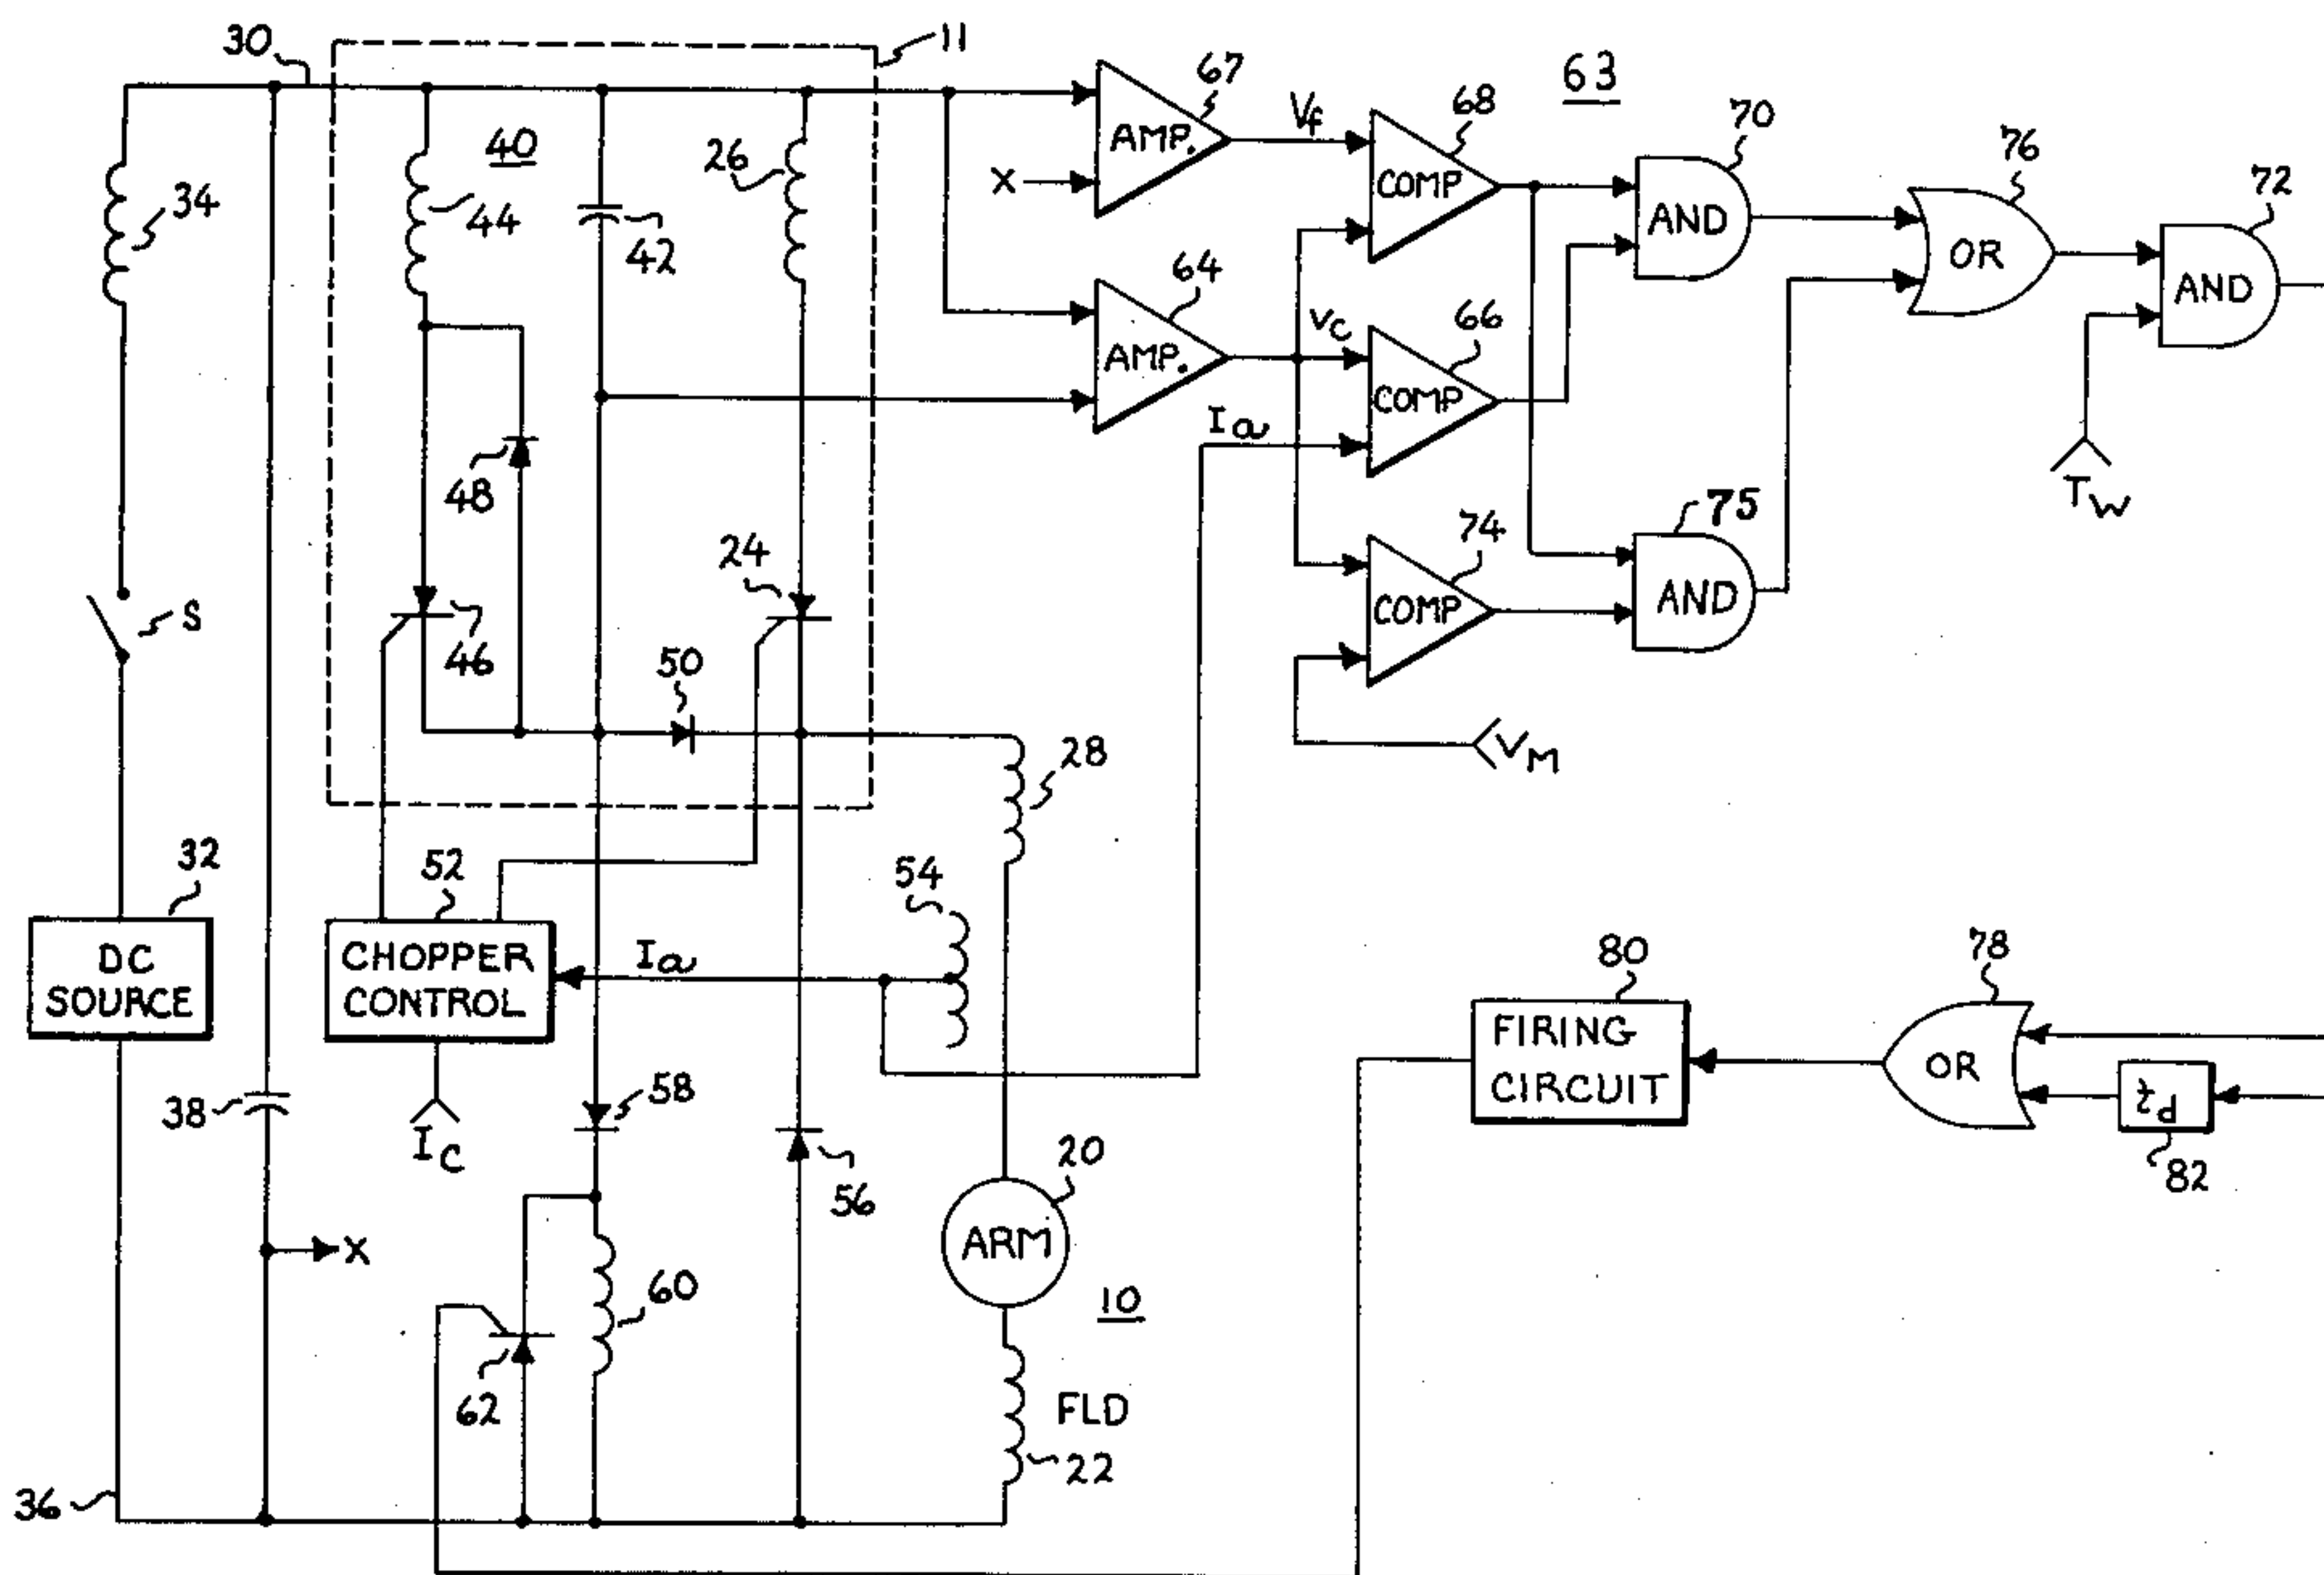 30
11
67
63
AMP.
Vf
68
70
76
72
40
26
X
COMP
AND
OR
AND
34
44
42
64
AMP.
vc
66
COMP
Ia
TW
48
24
74
75
COMP
AND
S
46
50
VM
28
32
52
54
DC
SOURCE
CHOPPER
CONTROL
Ia
80
78
FIRING
CIRCUIT
OR
td
82
38
58
IC
56
20
X
ARM
60
10
62
FLD
22
36